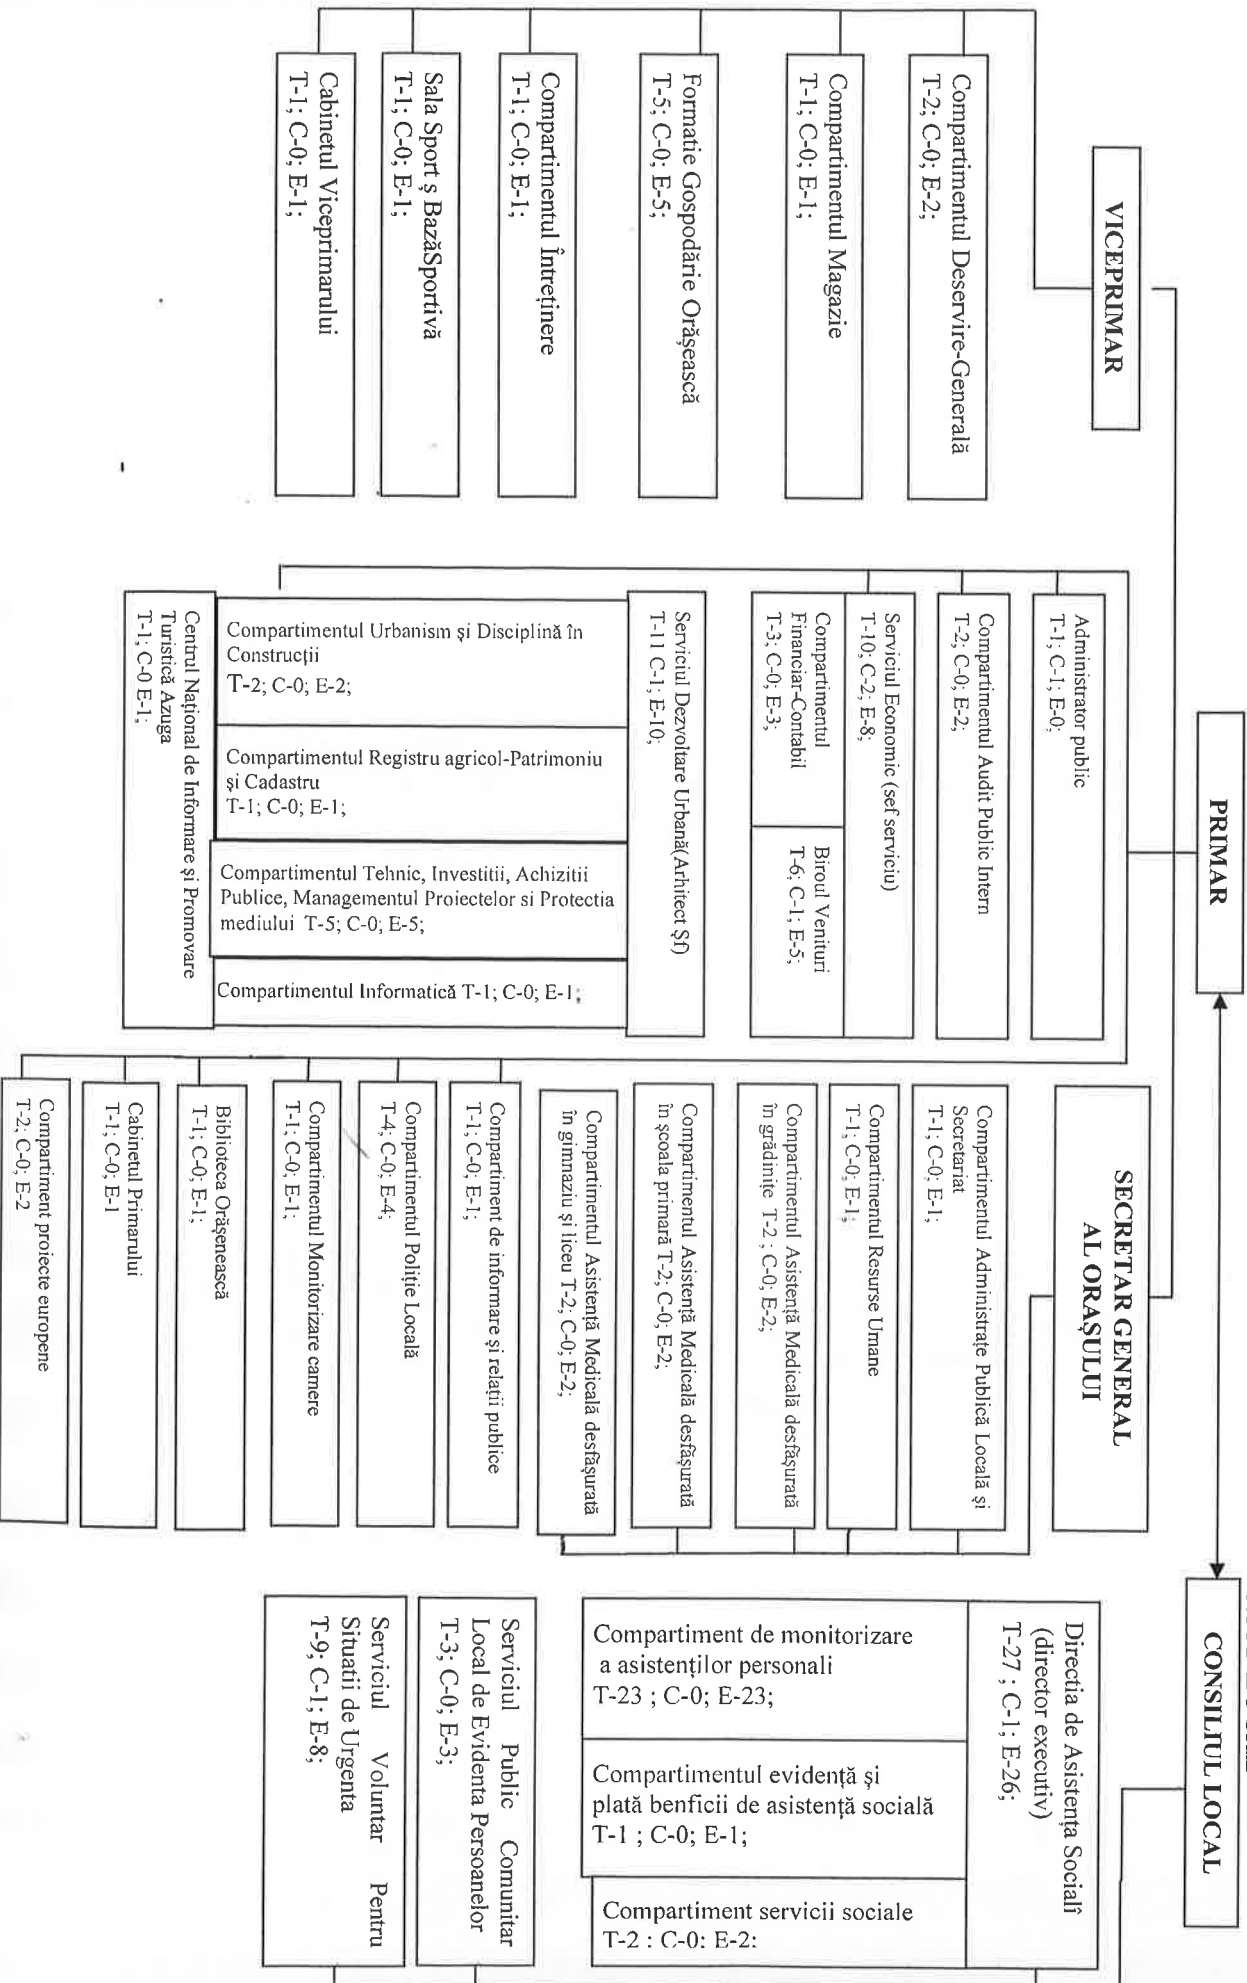 PRIMAR
CONSILIUL LOCAL
VICEPRIMAR
SECRETAR GENERAL
AL ORAȘULUI
Compartimentul Deservire-Generală
T-2; C-0; E-2;
Compartimentul Magazie
T-1; C-0; E-1;
Formatie Gospodărie Orășească
T-5; C-0; E-5;
Compartimentul Întreținere
T-1; C-0; E-1;
Sala Sport ș BazăSportivă
T-1; C-0; E-1;
Cabinetul Viceprimarului
T-1; C-0; E-1;
Administrator public
T-1; C-1; E-0;
Compartimentul Audit Public Intern
T-2; C-0; E-2;
Serviciul Economic (sef serviciu)
T-10; C-2; E-8;
Compartimentul
Financiar-Contabil
T-3; C-0; E-3;
Biroul Venituri
T-6; C-1; E-5;
Serviciul Dezvoltare Urbană(Arhitect Șf)
T-11 C-1; E-10;
Compartimentul Urbanism și Disciplină în
Construcții
T-2; C-0; E-2;
Compartimentul Registru agricol-Patrimoniu
și Cadastru
T-1; C-0; E-1;
Compartimentul Tehnic, Investitii, Achizitii
Publice, Managementul Proiectelor si Protectia
mediului T-5; C-0; E-5;
Compartimentul Informatică T-1; C-0; E-1;
Centrul Național de Informare și Promovare
Turistică Azuga
T-1; C-0 E-1;
Compartimentul Administrație Publică Locală și
Secretariat
T-1; C-0; E-1;
Compartimentul Resurse Umane
T-1; C-0; E-1;
Compartimentul Asistență Medicală desfășurată
în grădinițe T-2 ; C-0; E-2;
Compartimentul Asistență Medicală desfășurată
în școala primară T-2; C-0; E-2;
Compartimentul Asistență Medicală desfășurată
în gimnaziu și liceu T-2; C-0; E-2;
Compartiment de informare și relații publice
T-1; C-0; E-1;
Compartimentul Poliție Locală
T-4; C-0; E-4;
Compartimentul Monitorizare camere
T-1; C-0; E-1;
Biblioteca Orășenească
T-1; C-0; E-1;
Cabinetul Primarului
T-1; C-0; E-1
Compartiment proiecte europene
T-2; C-0; E-2
Directia de Asistența Socială
(director executiv)
T-27 ; C-1; E-26;
Compartiment de monitorizare
a asistenților personali
T-23 ; C-0; E-23;
Compartimentul evidență și
plată benficii de asistență socială
T-1 ; C-0; E-1;
Compartiment servicii sociale
T-2 : C-0: E-2:
Serviciul Public Comunitar
Local de Evidenta Persoanelor
T-3; C-0; E-3;
Serviciul Voluntar Pentru
Situatii de Urgenta
T-9; C-1; E-8;